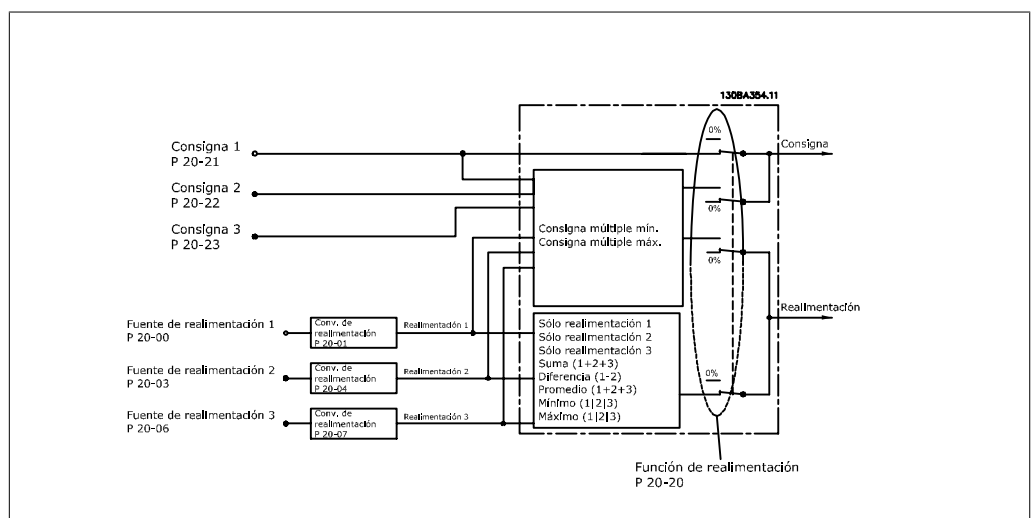 130BA354.11
0%
Consigna
Consigna 1
P 20-21
Consigna 2
P 20-22
0%
Consigna 3
P 20-23
Consigna múltiple mín.
Consigna múltiple máx.
0%
Realimentación
Fuente de realimentación 1
P 20-00
Conv. de
realimentación
P 20-01
Realimentación 1
Fuente de realimentación 2
P 20-03
Conv. de
realimentación
P 20-04
Realimentación 2
Fuente de realimentación 3
P 20-06
Conv. de
realimentación
P 20-07
Realimentación 3
Sólo realimentación 1
Sólo realimentación 2
Sólo realimentación 3
Suma (1+2+3)
Diferencia (1-2)
Promedio (1+2+3)
Mínimo (1|2|3)
Máximo (1|2|3)
0%
Función de realimentación
P 20-20